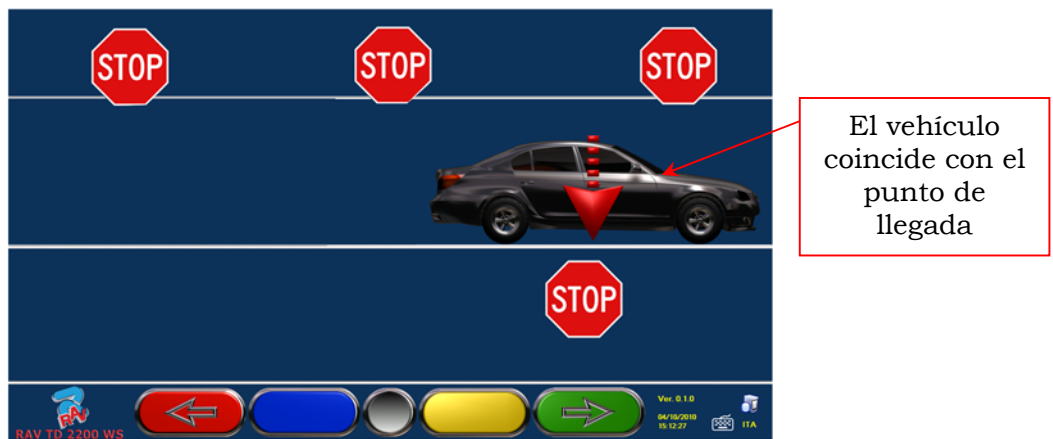 STOP STOP STOP
El vehículo
coincide con el
punto de
llegada
STOP
RAV
RAV TD 2200 WS
Ver. 0.1.0
04/10/2010
15:12:27
ITA